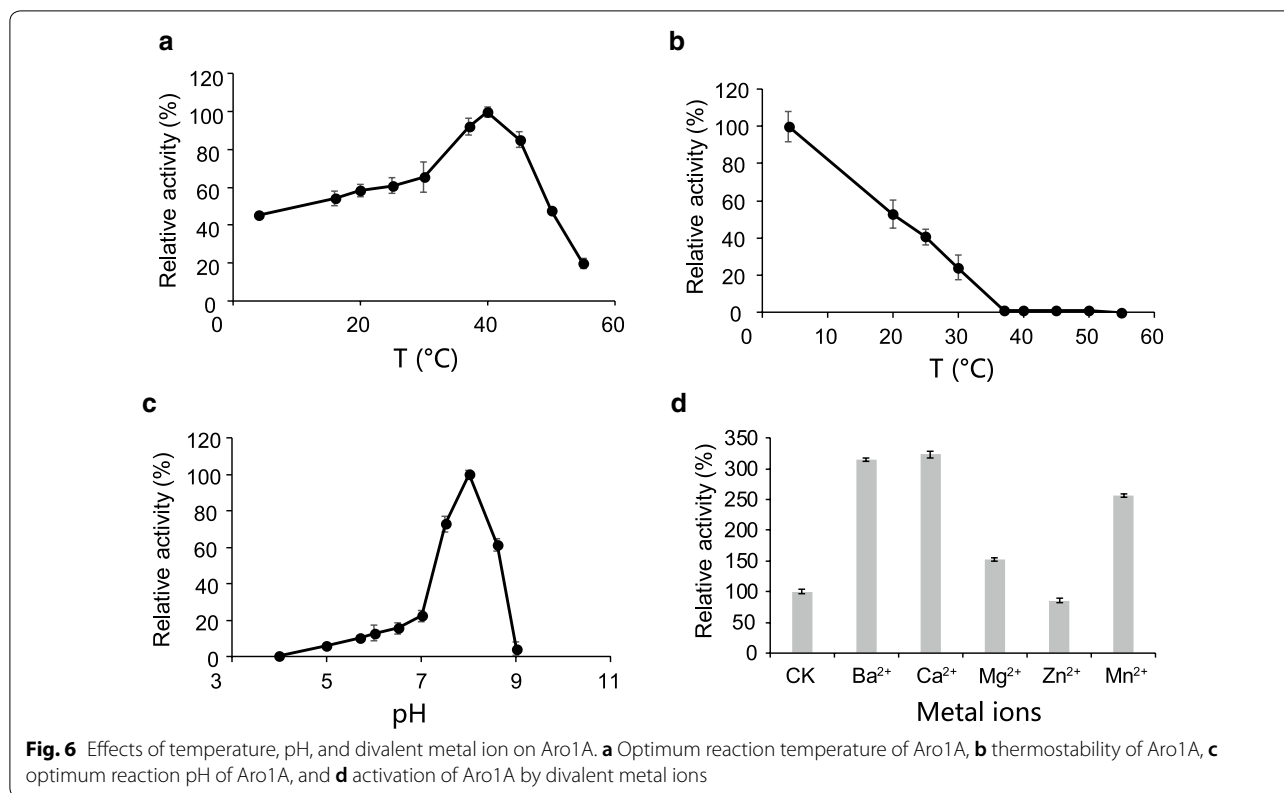 a
120
100
80
60
40
20
0
Relative activity (%)
0 20 40 60
T (°C)
b
120
100
80
60
40
20
0
Relative activity (%)
0 10 20 30 40 50 60
T (°C)
c
120
100
80
60
40
20
0
Relative activity (%)
3 5 7 9 11
pH
d
350
300
250
200
150
100
50
0
Relative activity (%)
CK Ba²⁺ Ca²⁺ Mg²⁺ Zn²⁺ Mn²⁺
Metal ions
Fig. 6 Effects of temperature, pH, and divalent metal ion on Aro1A. a Optimum reaction temperature of Aro1A, b thermostability of Aro1A, c
optimum reaction pH of Aro1A, and d activation of Aro1A by divalent metal ions